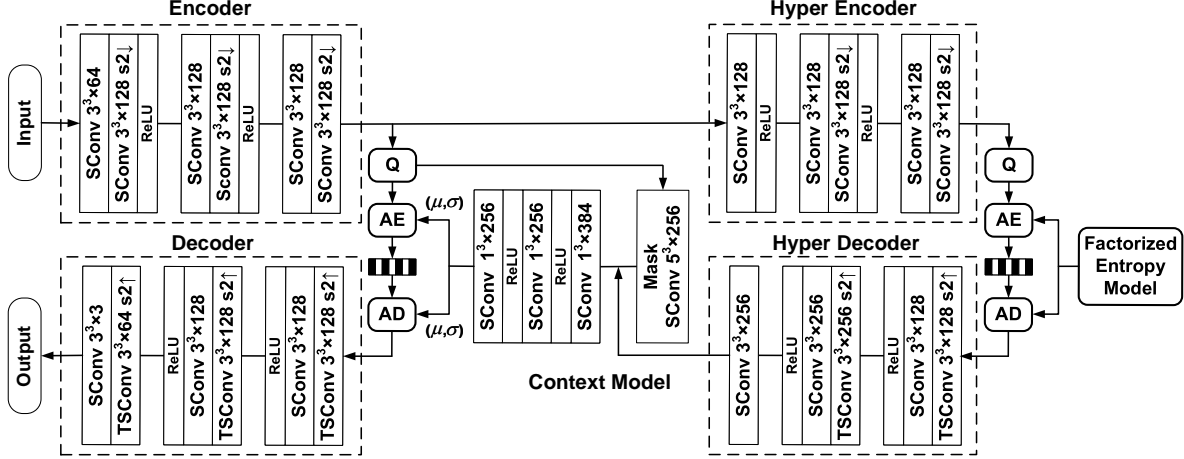 Encoder
Hyper Encoder
Input
SConv 3³×64
SConv 3³×128 s2↓
ReLU
SConv 3³×128
Sconv 3³×128 s2↓
ReLU
SConv 3³×128
SConv 3³×128 s2↓
SConv 3³×128
ReLU
SConv 3³×128
SConv 3³×128 s2↓
ReLU
SConv 3³×128
SConv 3³×128 s2↓
Q
AE
(μ,σ)
AD
(μ,σ)
SConv 1³×256
ReLU
SConv 1³×256
ReLU
SConv 1³×384
Mask
SConv 5³×256
Context Model
Q
AE
AD
Factorized
Entropy
Model
Decoder
Hyper Decoder
Output
SConv 3³×3
TSConv 3³×64 s2↑
ReLU
SConv 3³×128
TSConv 3³×128 s2↑
ReLU
SConv 3³×128
TSConv 3³×128 s2↑
SConv 3³×256
ReLU
SConv 3³×256
TSConv 3³×256 s2↑
ReLU
SConv 3³×128
TSConv 3³×128 s2↑